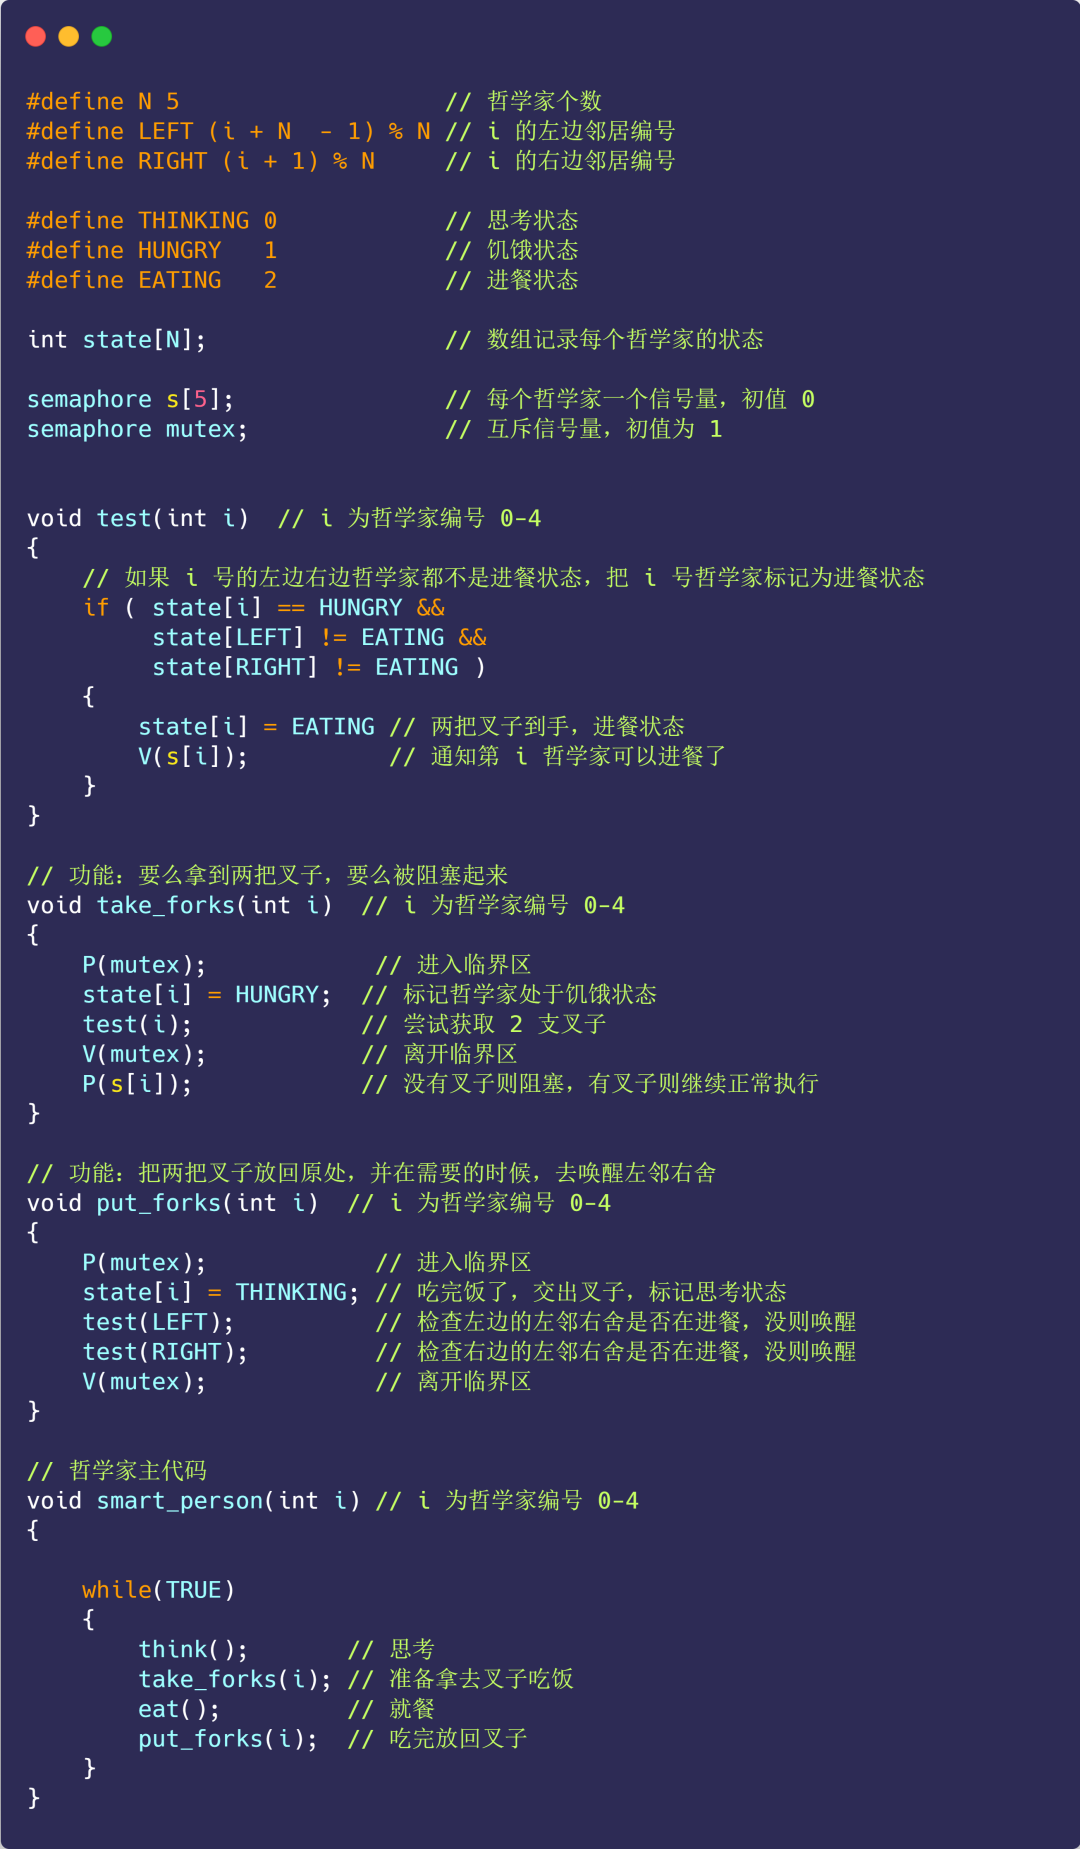 #define N 5                   // 哲学家个数
#define LEFT (i + N  - 1) % N // i 的左边邻居编号
#define RIGHT (i + 1) % N     // i 的右边邻居编号
#define THINKING 0            // 思考状态
#define HUNGRY   1            // 饥饿状态
#define EATING   2            // 进餐状态
int state[N];                 // 数组记录每个哲学家的状态
semaphore s[5];               // 每个哲学家一个信号量，初值 0
semaphore mutex;              // 互斥信号量，初值为 1
void test(int i)  // i 为哲学家编号 0-4
{
    // 如果 i 号的左边右边哲学家都不是进餐状态，把 i 号哲学家标记为进餐状态
    if ( state[i] == HUNGRY &&
         state[LEFT] != EATING &&
         state[RIGHT] != EATING )
    {
        state[i] = EATING // 两把叉子到手，进餐状态
        V(s[i]);          // 通知第 i 哲学家可以进餐了
    }
}
// 功能：要么拿到两把叉子，要么被阻塞起来
void take_forks(int i)  // i 为哲学家编号 0-4
{
    P(mutex);            // 进入临界区
    state[i] = HUNGRY;  // 标记哲学家处于饥饿状态
    test(i);            // 尝试获取 2 支叉子
    V(mutex);           // 离开临界区
    P(s[i]);            // 没有叉子则阻塞，有叉子则继续正常执行
}
// 功能：把两把叉子放回原处，并在需要的时候，去唤醒左邻右舍
void put_forks(int i)  // i 为哲学家编号 0-4
{
    P(mutex);            // 进入临界区
    state[i] = THINKING; // 吃完饭了，交出叉子，标记思考状态
    test(LEFT);          // 检查左边的左邻右舍是否在进餐，没则唤醒
    test(RIGHT);         // 检查右边的左邻右舍是否在进餐，没则唤醒
    V(mutex);            // 离开临界区
}
// 哲学家主代码
void smart_person(int i) // i 为哲学家编号 0-4
{
    while(TRUE)
    {
        think();       // 思考
        take_forks(i); // 准备拿去叉子吃饭
        eat();         // 就餐
        put_forks(i);  // 吃完放回叉子
    }
}